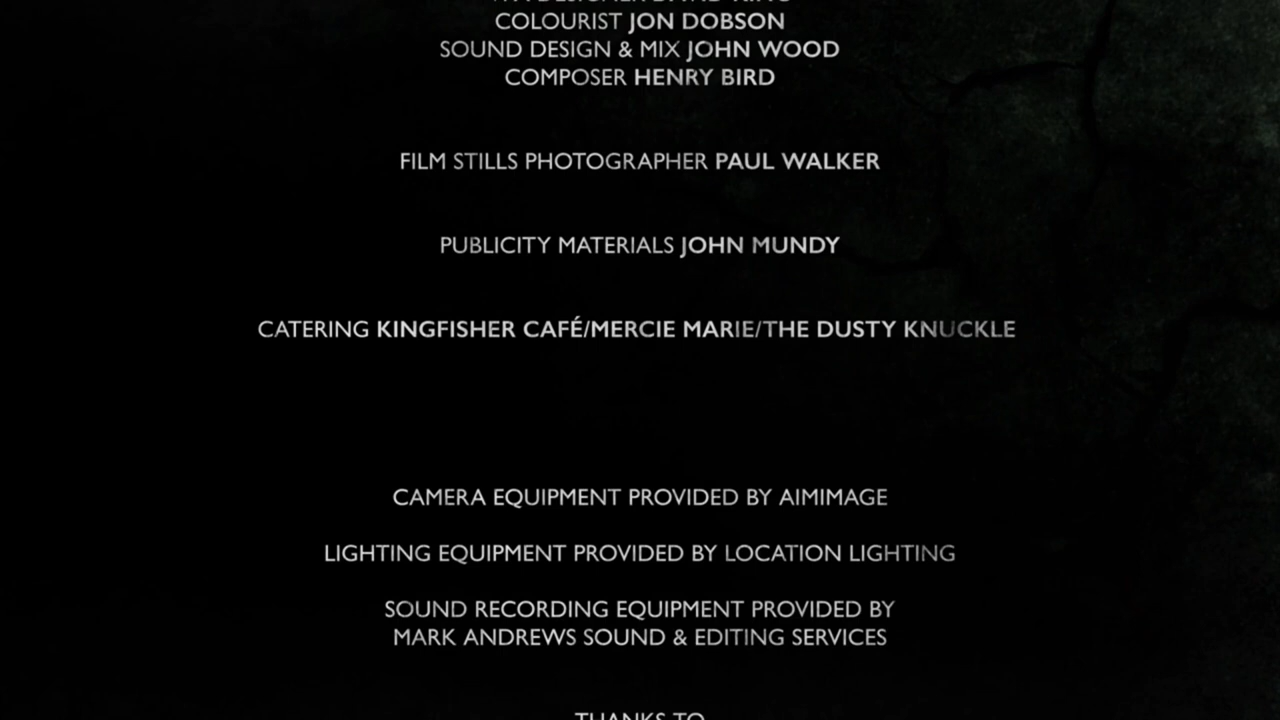 COLOURIST JON DOBSON
SOUND DESIGN & MIX JOHN WOOD
COMPOSER HENRY BIRD
FILM STILLS PHOTOGRAPHER PAUL WALKER
PUBLICITY MATERIALS JOHN MUNDY
CATERING KINGFISHER CAFÉ/MERCIE MARIE/THE DUSTY KNUCKLE
CAMERA EQUIPMENT PROVIDED BY AIMIMAGE
LIGHTING EQUIPMENT PROVIDED BY LOCATION LIGHTING
SOUND RECORDING EQUIPMENT PROVIDED BY
MARK ANDREWS SOUND & EDITING SERVICES
THANKS TO